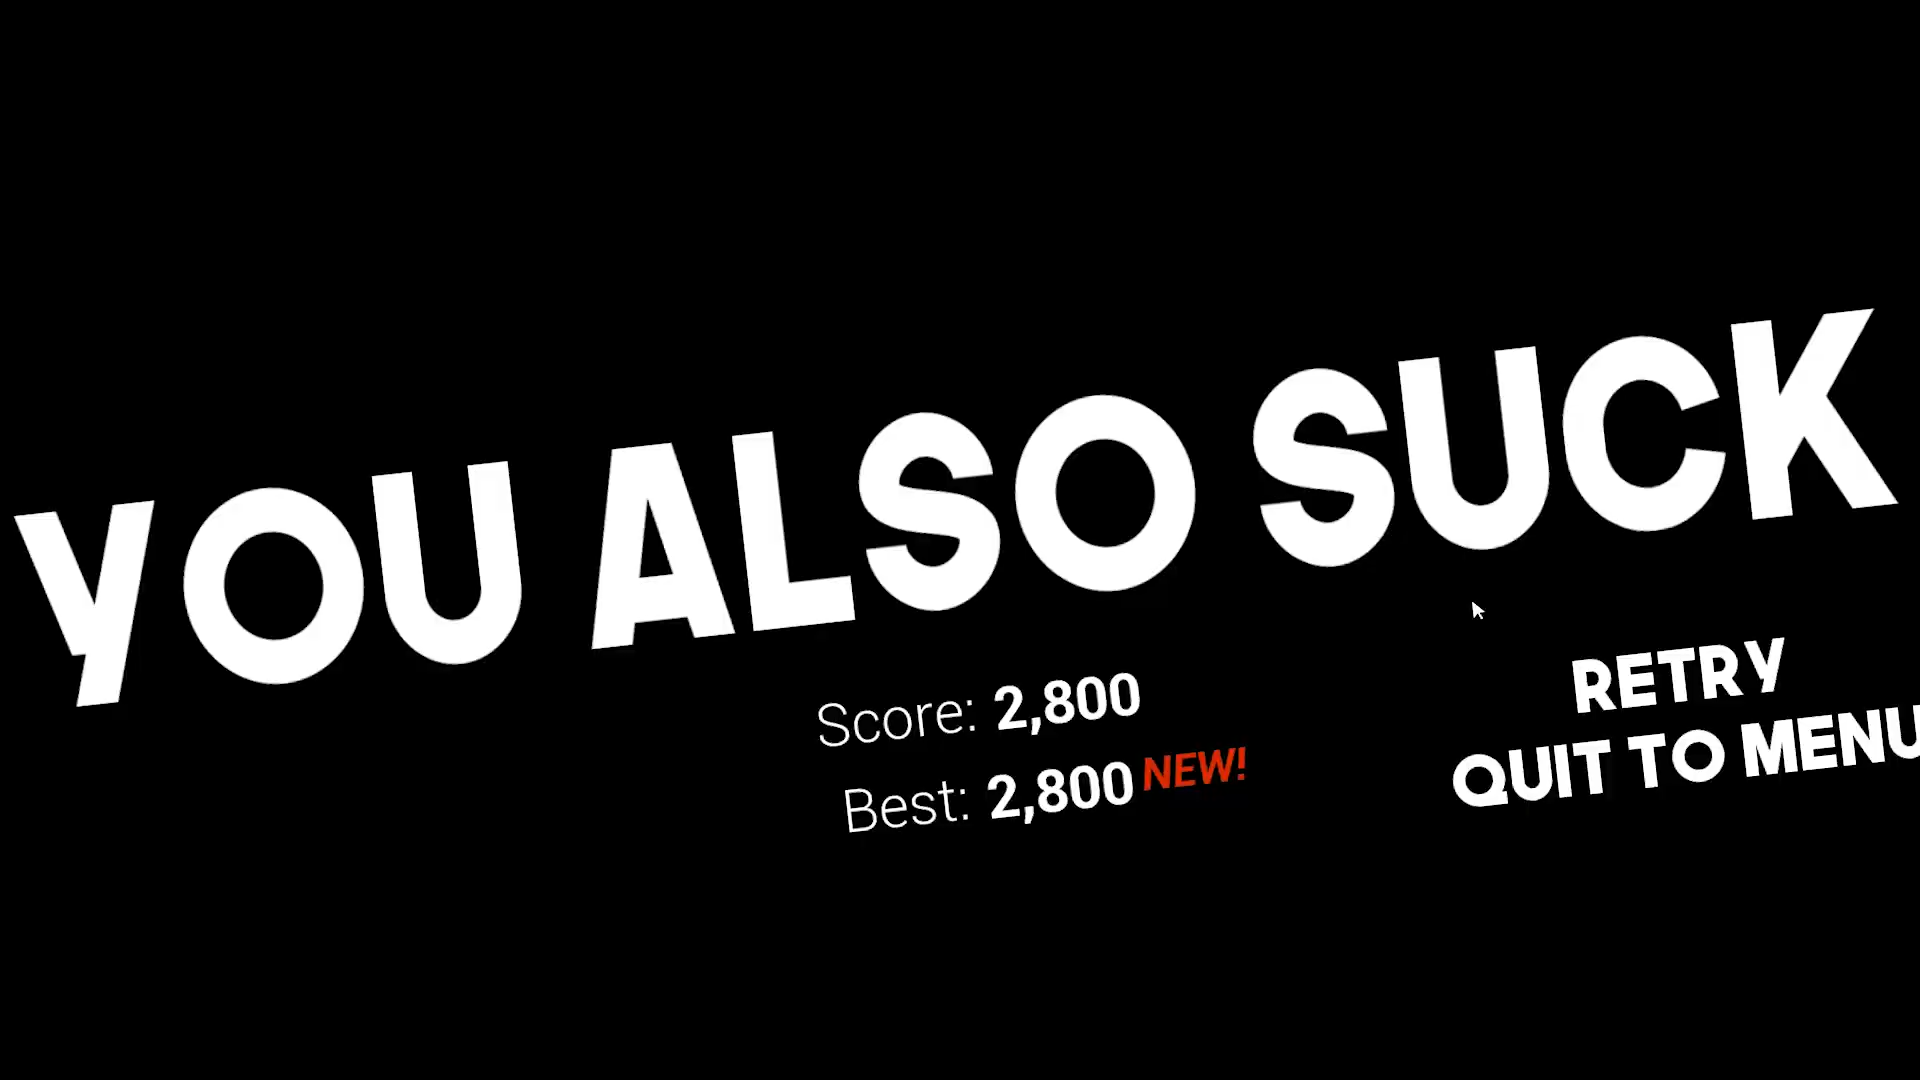 YOU ALSO SUCK
Score: 2,800
Best: 2,800 NEW!
RETRY
QUIT TO MENU